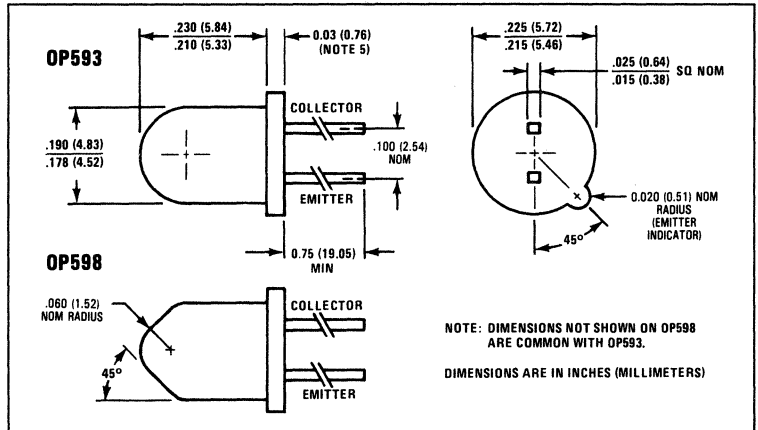 OP593
.230 (5.84)
.210 (5.33)
0.03 (0.76)
(NOTE 5)
.225 (5.72)
.215 (5.46)
.025 (0.64)
.015 (0.38)
SQ NOM
COLLECTOR
.190 (4.83)
.178 (4.52)
.100 (2.54)
NOM
EMITTER
0.020 (0.51) NOM
RADIUS
(EMITTER
INDICATOR)
45°
0.75 (19.05)
MIN
OP598
.060 (1.52)
NOM RADIUS
COLLECTOR
45°
EMITTER
NOTE: DIMENSIONS NOT SHOWN ON OP598
ARE COMMON WITH OP593.
DIMENSIONS ARE IN INCHES (MILLIMETERS)